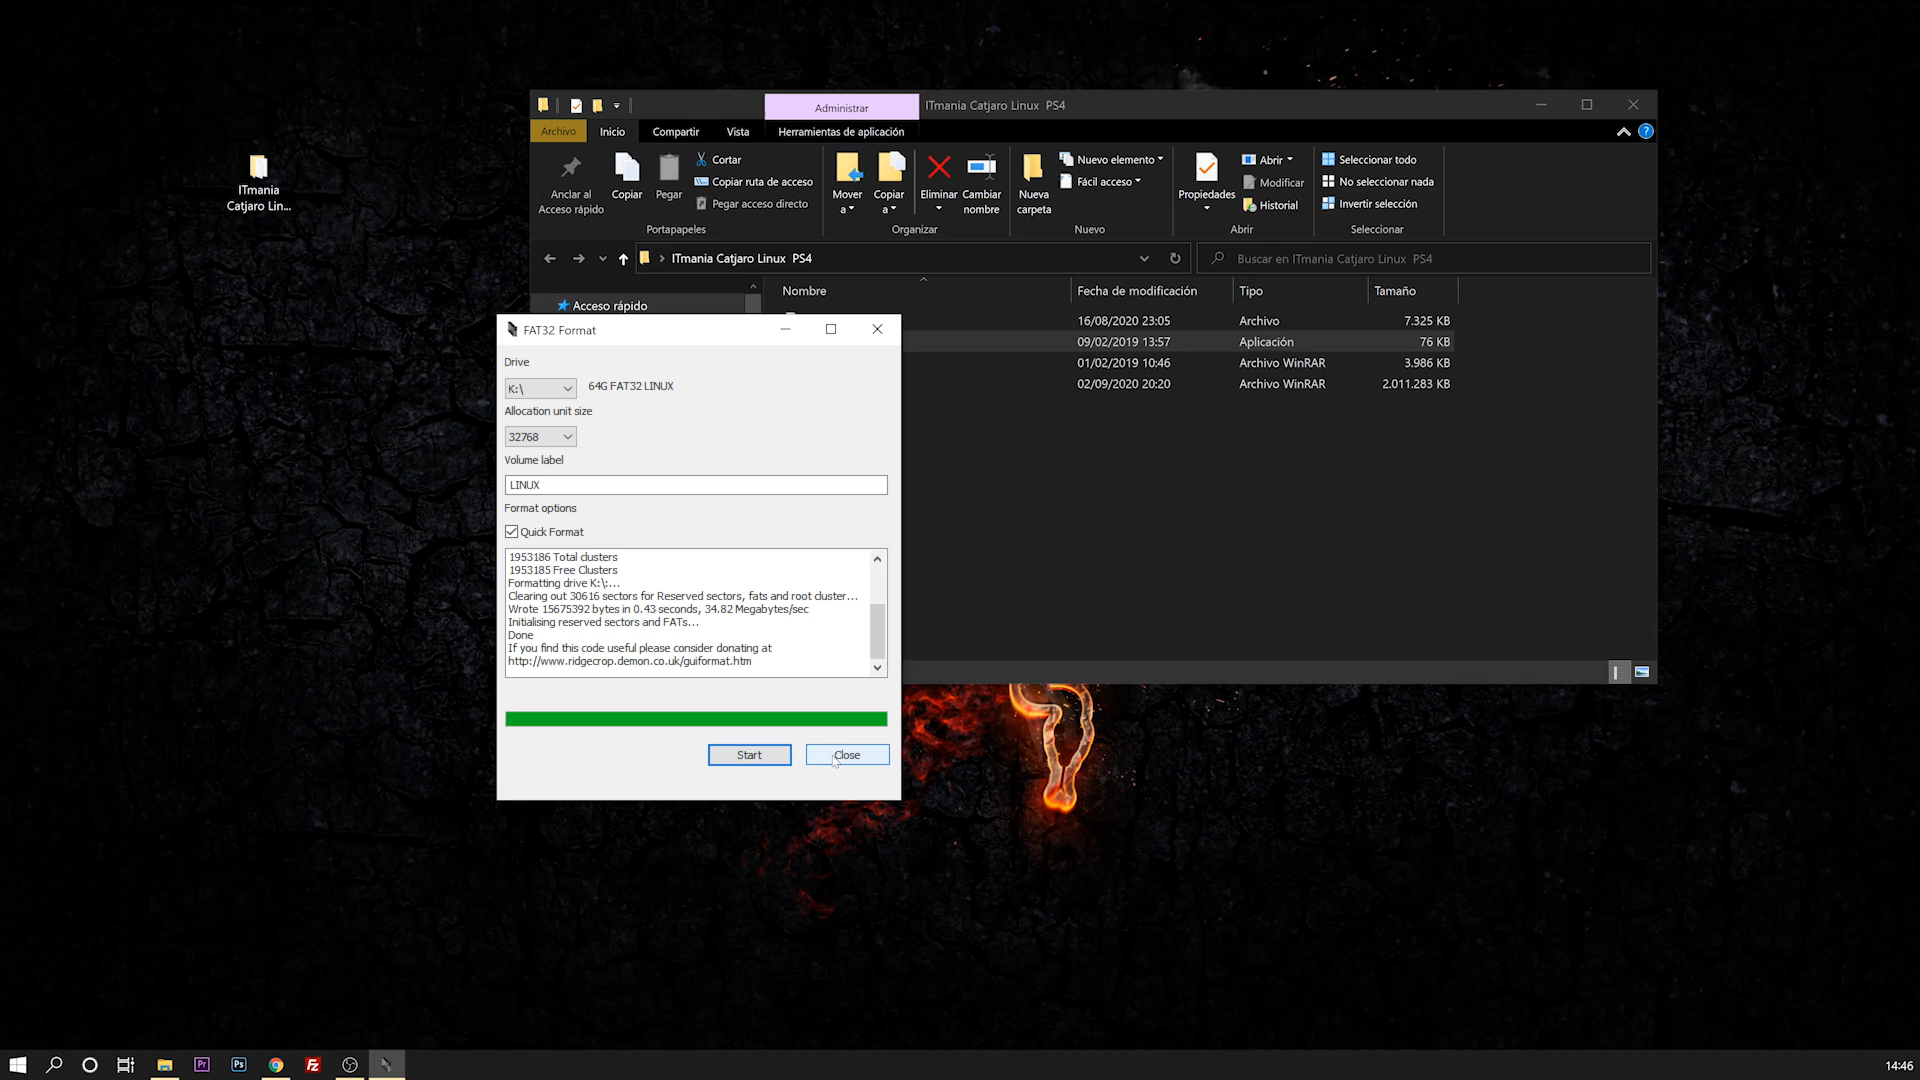 ITmania
Catjaro Lin...
Administrar
ITmania Catjaro Linux PS4
Archivo
Inicio
Compartir
Vista
Herramientas de aplicación
Anclar al
Acceso rápido
Copiar
Pegar
Cortar
Copiar ruta de acceso
Pegar acceso directo
Portapapeles
Mover
a
Copiar
a
Eliminar
Cambiar
nombre
Organizar
Nueva
carpeta
Nuevo elemento
Fácil acceso
Nuevo
Propiedades
Abrir
Modificar
Historial
Abrir
Seleccionar todo
No seleccionar nada
Invertir selección
Seleccionar
ITmania Catjaro Linux PS4
Buscar en ITmania Catjaro Linux PS4
Acceso rápido
Nombre
Fecha de modificación
Tipo
Tamaño
16/08/2020 23:05 Archivo 7.325 KB
09/02/2019 13:57 Aplicación 76 KB
01/02/2019 10:46 Archivo WinRAR 3.986 KB
02/09/2020 20:20 Archivo WinRAR 2.011.283 KB
FAT32 Format
Drive
K:\
64G FAT32 LINUX
Allocation unit size
32768
Volume label
LINUX
Format options
Quick Format
1953186 Total clusters
1953185 Free Clusters
Formatting drive K:\:...
Clearing out 30616 sectors for Reserved sectors, fats and root cluster...
Wrote 15675392 bytes in 0.43 seconds, 34.82 Megabytes/sec
Initialising reserved sectors and FATs...
Done
If you find this code useful please consider donating at
http://www.ridgecrop.demon.co.uk/guiformat.htm
Start
Close
Pr
Ps
FZ
14:46